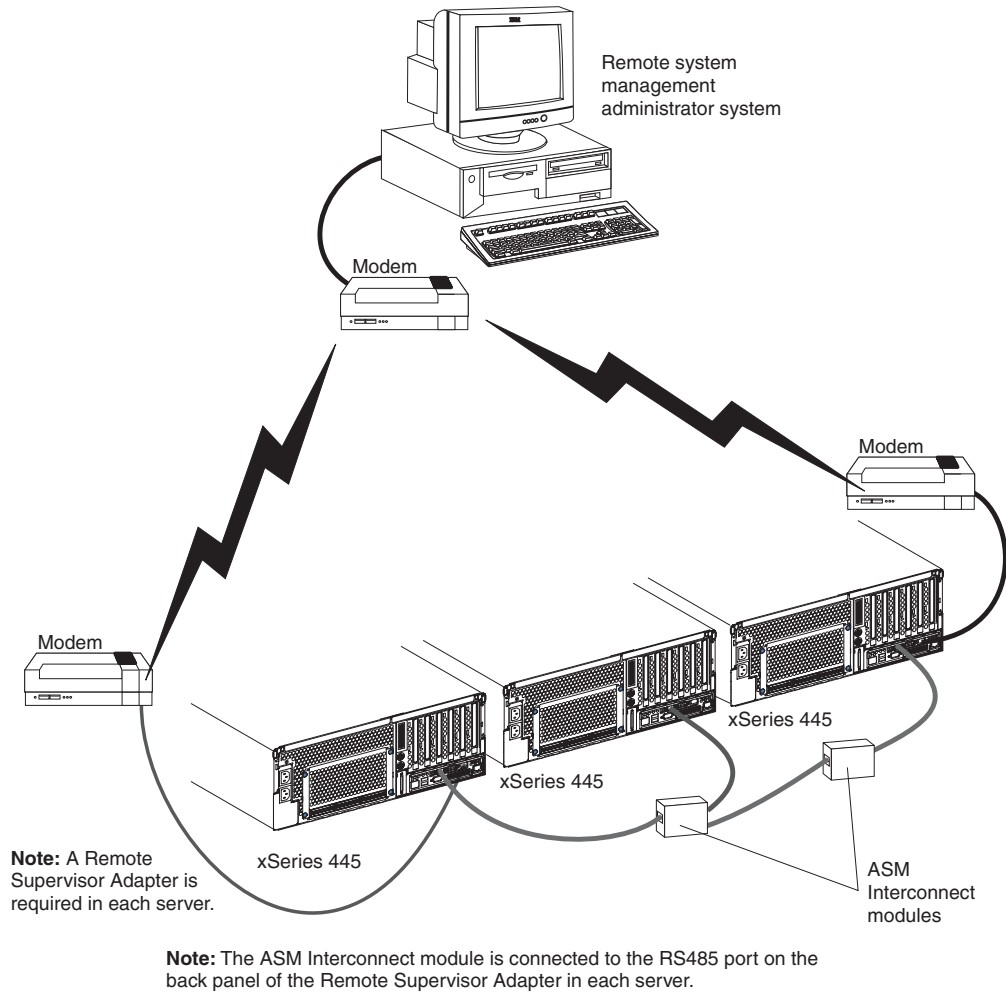 IBM
Remote system
management
administrator system
Modem
Modem
Modem
xSeries 445
xSeries 445
xSeries 445
Note: A Remote
Supervisor Adapter is
required in each server.
ASM
Interconnect
modules
Note: The ASM Interconnect module is connected to the RS485 port on the
back panel of the Remote Supervisor Adapter in each server.